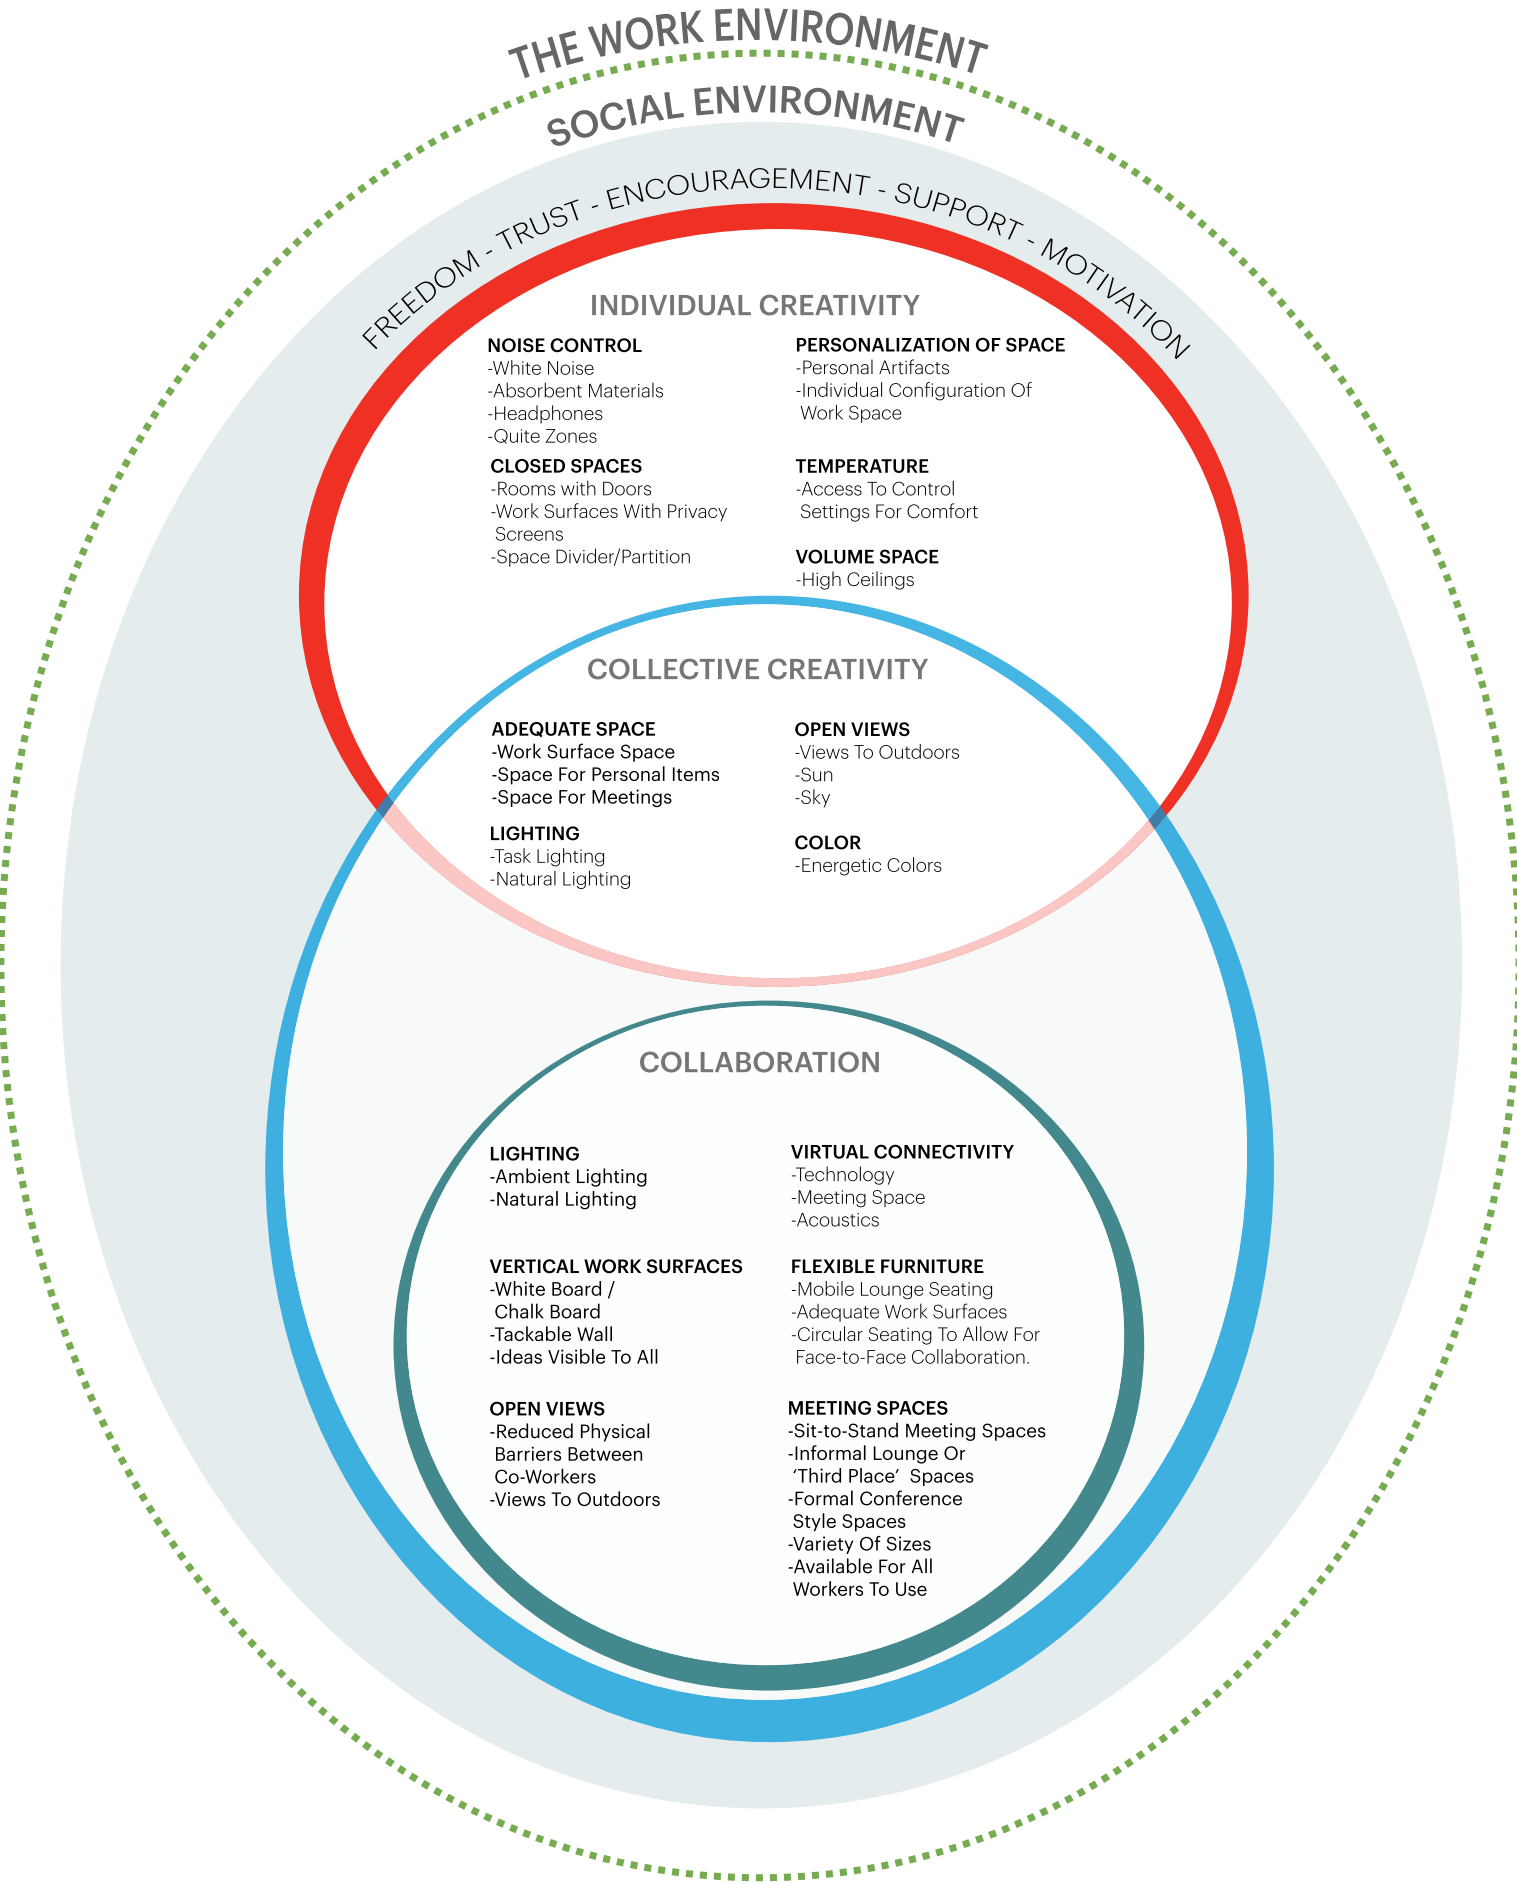 THE WORK ENVIRONMENT
SOCIAL ENVIRONMENT
FREEDOM - TRUST - ENCOURAGEMENT - SUPPORT - MOTIVATION
INDIVIDUAL CREATIVITY
NOISE CONTROL
-White Noise
-Absorbent Materials
-Headphones
-Quite Zones
CLOSED SPACES
-Rooms with Doors
-Work Surfaces With Privacy
Screens
-Space Divider/Partition
PERSONALIZATION OF SPACE
-Personal Artifacts
-Individual Configuration Of
Work Space
TEMPERATURE
-Access To Control
Settings For Comfort
VOLUME SPACE
-High Ceilings
COLLECTIVE CREATIVITY
ADEQUATE SPACE
-Work Surface Space
-Space For Personal Items
-Space For Meetings
LIGHTING
-Task Lighting
-Natural Lighting
OPEN VIEWS
-Views To Outdoors
-Sun
-Sky
COLOR
-Energetic Colors
COLLABORATION
LIGHTING
-Ambient Lighting
-Natural Lighting
VERTICAL WORK SURFACES
-White Board /
Chalk Board
-Tackable Wall
-Ideas Visible To All
OPEN VIEWS
-Reduced Physical
Barriers Between
Co-Workers
-Views To Outdoors
VIRTUAL CONNECTIVITY
-Technology
-Meeting Space
-Acoustics
FLEXIBLE FURNITURE
-Mobile Lounge Seating
-Adequate Work Surfaces
-Circular Seating To Allow For
Face-to-Face Collaboration.
MEETING SPACES
-Sit-to-Stand Meeting Spaces
-Informal Lounge Or
‘Third Place’ Spaces
-Formal Conference
Style Spaces
-Variety Of Sizes
-Available For All
Workers To Use